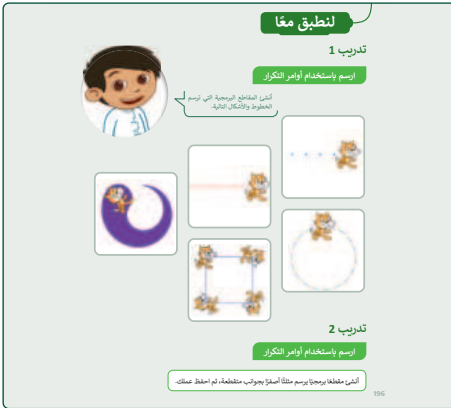 لنطبق معًا
تدريب 1
ارسم باستخدام أوامر التكرار
أنشئ المقاطع البرمجية التي ترسم
الخطوط والأشكال التالية.
تدريب 2
ارسم باستخدام أوامر التكرار
أنشئ مقطعًا برمجيًا يرسم مثلثًا أصفرًا بجوانب متقطعة، ثم احفظ عملك.
196